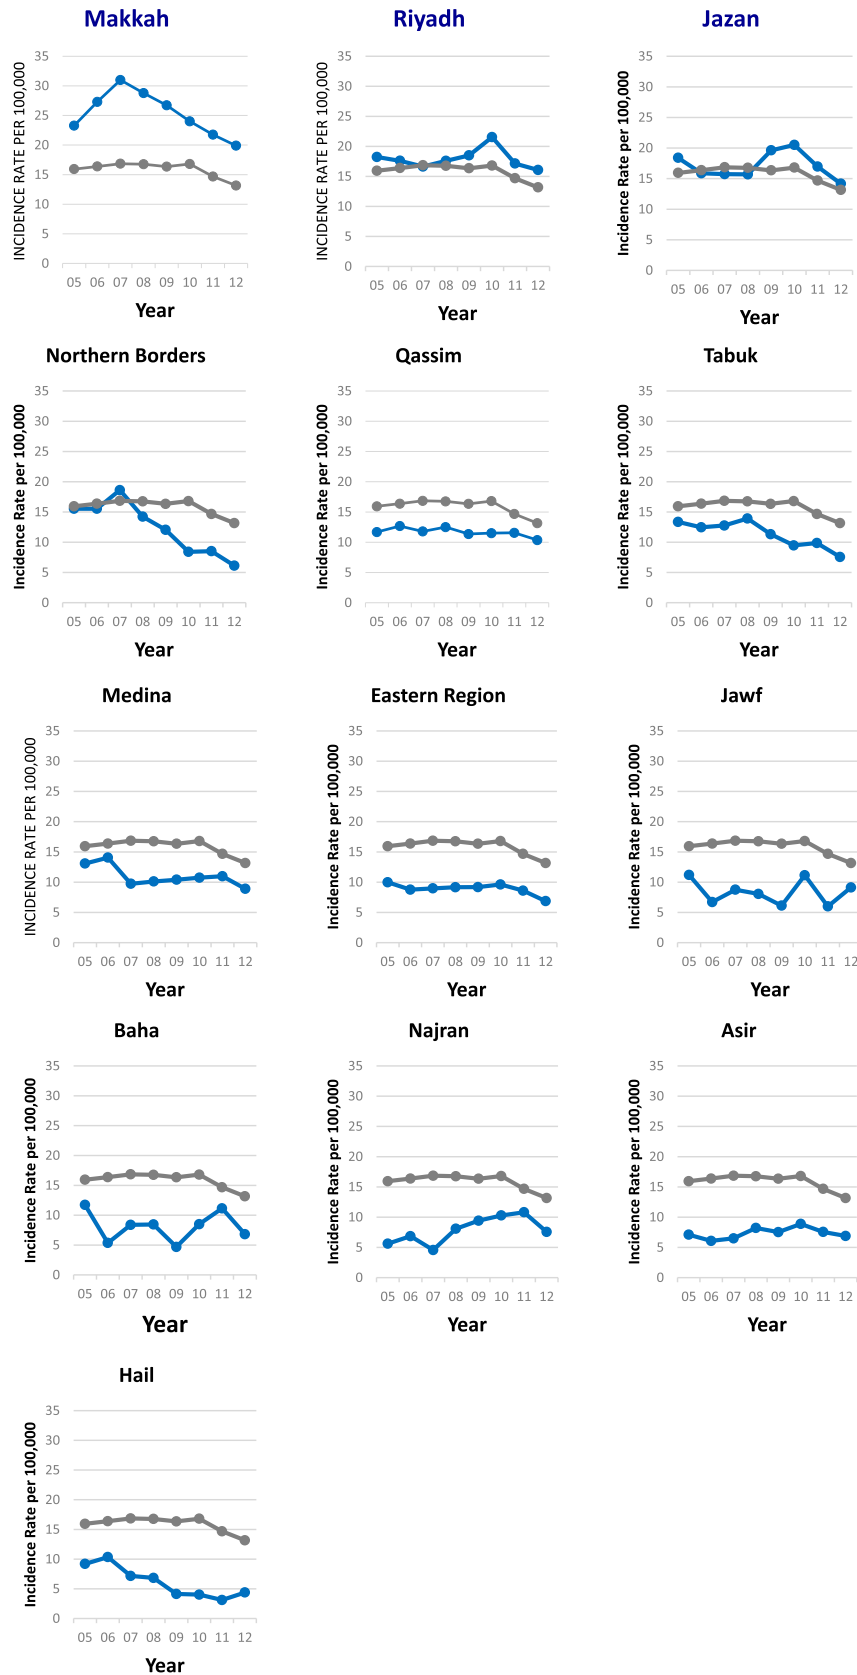 Makkah
Riyadh
Jazan
INCIDENCE RATE PER 100,000
35
30
25
20
15
10
5
0
05 06 07 08 09 10 11 12
Year
INCIDENCE RATE PER 100,000
35
30
25
20
15
10
5
0
05 06 07 08 09 10 11 12
Year
Incidence Rate per 100,000
35
30
25
20
15
10
5
0
05 06 07 08 09 10 11 12
Year
Northern Borders
Qassim
Tabuk
Incidence Rate per 100,000
35
30
25
20
15
10
5
0
05 06 07 08 09 10 11 12
Year
Incidence Rate per 100,000
35
30
25
20
15
10
5
0
05 06 07 08 09 10 11 12
Year
Incidence Rate per 100,000
35
30
25
20
15
10
5
0
05 06 07 08 09 10 11 12
Year
Medina
Eastern Region
Jawf
INCIDENCE RATE PER 100,000
35
30
25
20
15
10
5
0
05 06 07 08 09 10 11 12
Year
Incidence Rate per 100,000
35
30
25
20
15
10
5
0
05 06 07 08 09 10 11 12
Year
Incidence Rate per 100,000
35
30
25
20
15
10
5
0
05 06 07 08 09 10 11 12
Year
Baha
Najran
Asir
Incidence Rate per 100,000
35
30
25
20
15
10
5
0
05 06 07 08 09 10 11 12
Year
Incidence Rate per 100,000
35
30
25
20
15
10
5
0
05 06 07 08 09 10 11 12
Year
Incidence Rate per 100,000
35
30
25
20
15
10
5
0
05 06 07 08 09 10 11 12
Year
Hail
Incidence Rate per 100,000
35
30
25
20
15
10
5
0
05 06 07 08 09 10 11 12
Year